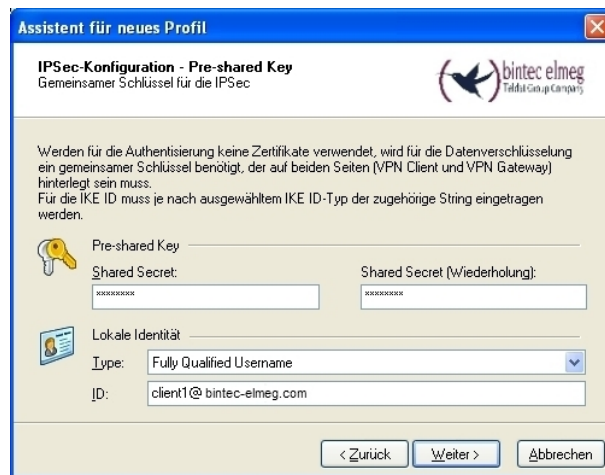 Assistent für neues Profil
IPSec-Konfiguration - Pre-shared Key
Gemeinsamer Schlüssel für die IPSec
bintec elmeg
Teldat Group Company
Werden für die Authentisierung keine Zertifikate verwendet, wird für die Datenverschlüsselung
ein gemeinsamer Schlüssel benötigt, der auf beiden Seiten (VPN Client und VPN Gateway)
hinterlegt sein muss.
Für die IKE ID muss je nach ausgewähltem IKE ID-Typ der zugehörige String eingetragen
werden.
Pre-shared Key
Shared Secret:
Shared Secret (Wiederholung):
xxxxxxxx
xxxxxxxx
Lokale Identität
Type:
Fully Qualified Username
ID:
client1@ bintec-elmeg.com
< Zurück
Weiter >
Abbrechen